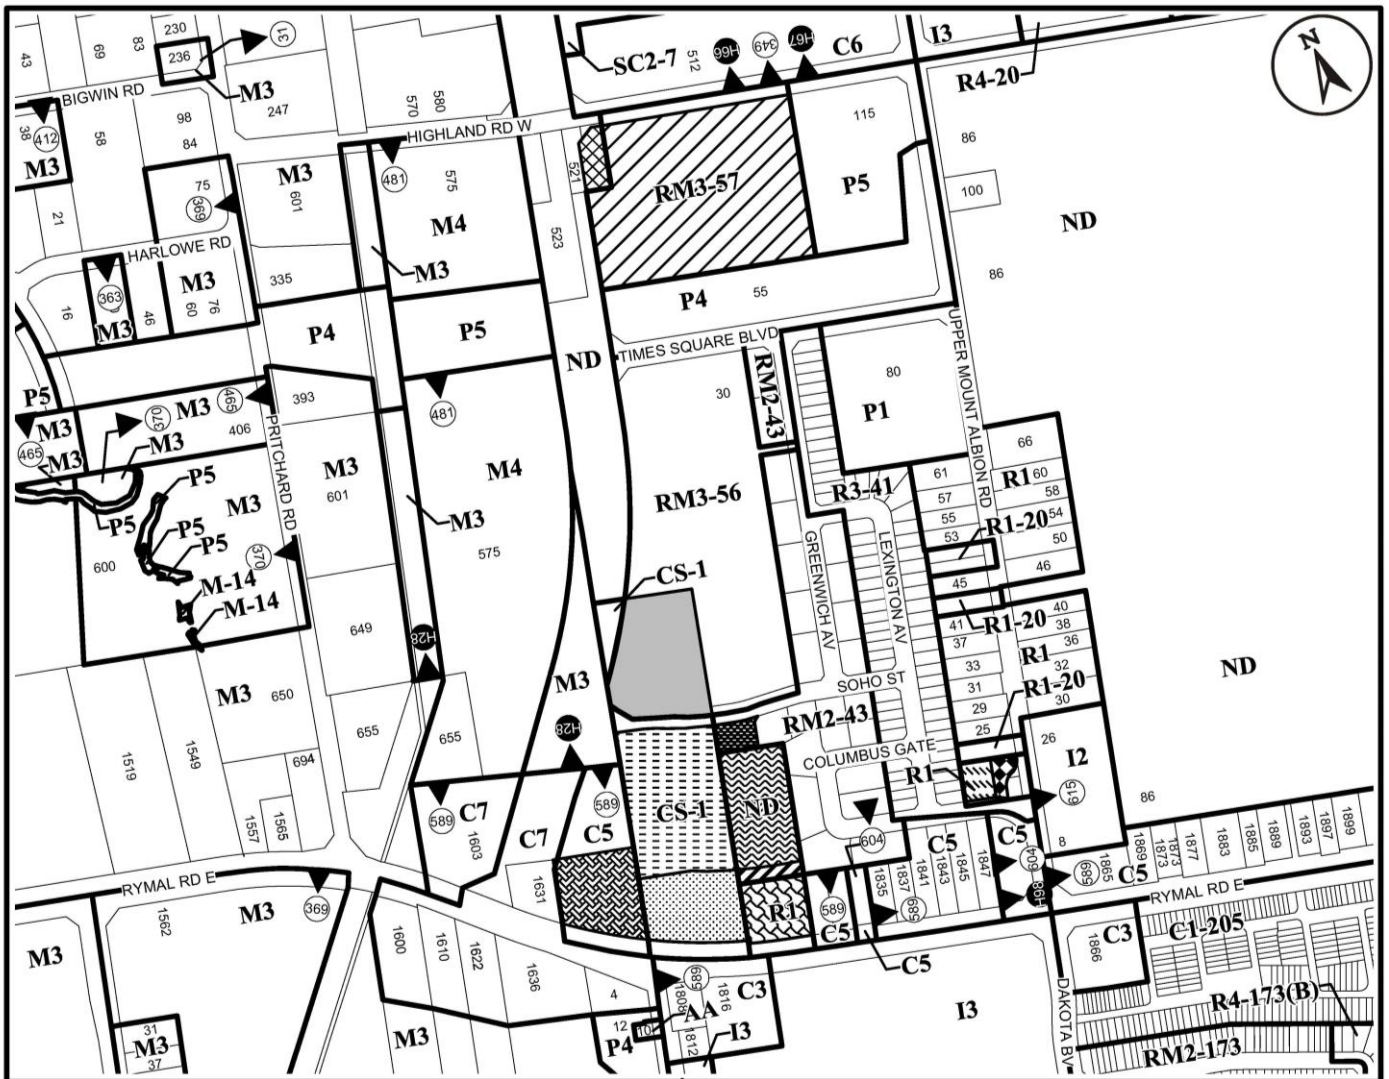 230
31
236
43
69
83
M3
BIGWIN RD
247
570
580
SC2-7
512
H66
349
H67
C6
I3
R4-20
N
38
412
M3
58
98
84
HIGHLAND RD W
115
86
75
369
M3
601
481
575
M4
521
RM3-57
P5
100
ND
21
HARLOWE RD
523
363
M3
16
46
M3
60
76
335
M3
P4
55
86
P4
P5
ND
TIMES SQUARE BLVD
UPPER MOUNT ALBION RD
P5
M3
465
370
M3
465
406
393
481
30
RM2-43
80
P1
M3
M3
PRITCHARD RD
P5
M3
M3
601
M4
RM3-56
R3-41
66
61
R1
60
57
58
55
R1-20
54
53
50
P5
P5
P5
M3
575
GREENWICH AV
LEXINGTON AV
600
370
M-14
M-14
CS-1
45
46
R1-20
40
41
38
37
36
649
H28
33
R1
32
31
R1-20
30
29
25
M3
650
M3
SOHO ST
RM2-43
ND
655
655
H28
COLUMBUS GATE
R1
26
I2
615
1519
1549
694
1557
1565
589
C7
1603
C7
589
C5
CS-1
ND
604
C5
C5
604
8
86
1865
589
C5
1869
1873
1873
1877
1883
1885
1889
1893
1897
1899
RYMAL RD E
RYMAL RD E
1631
R1
589
C5
1835
1837
1841
1843
1845
1847
589
C5
M3
1562
M3
369
1600
1610
1622
1636
4
589
1808
1816
C3
C3
1866
C1-205
I3
DAKOTA BV
R4-173(B)
RM2-173
31
M3
37
M3
12
10
AA
P4
1812
I3